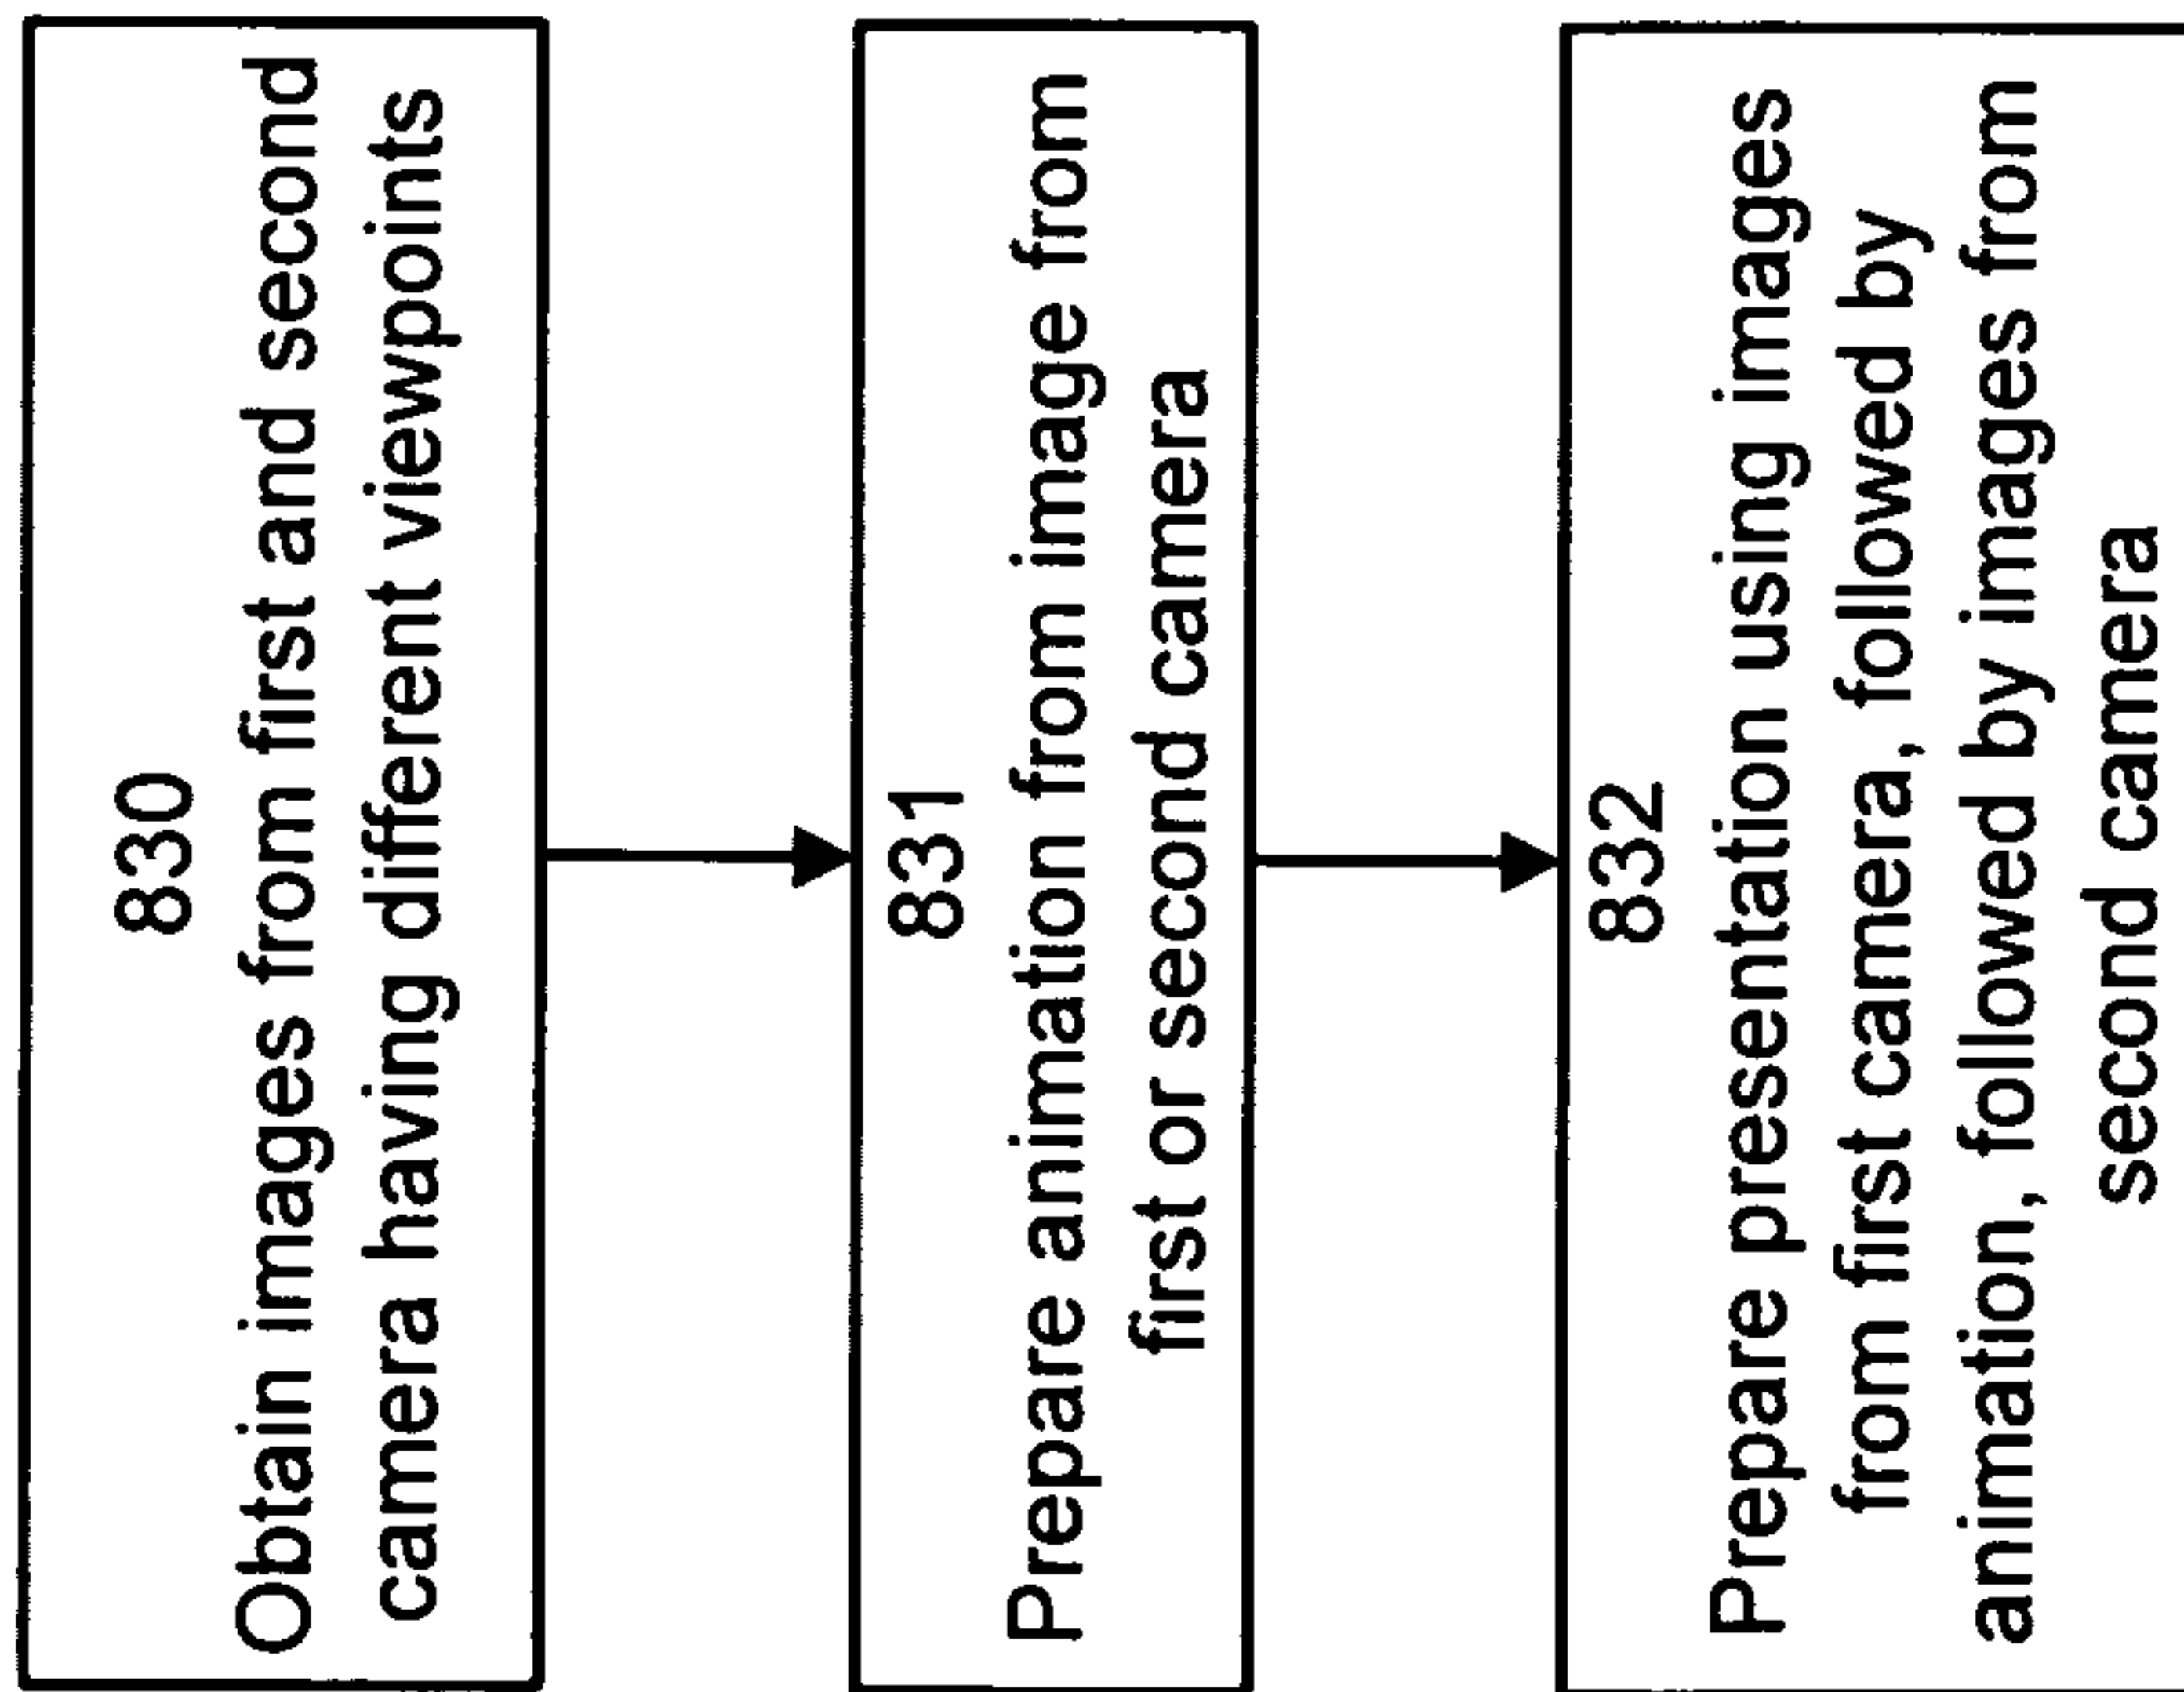 830
Obtain images from first and second
camera having different viewpoints
831
Prepare animation from image from
first or second camera
832
Prepare presentation using images
from first camera, followed by
animation, followed by images from
second camera